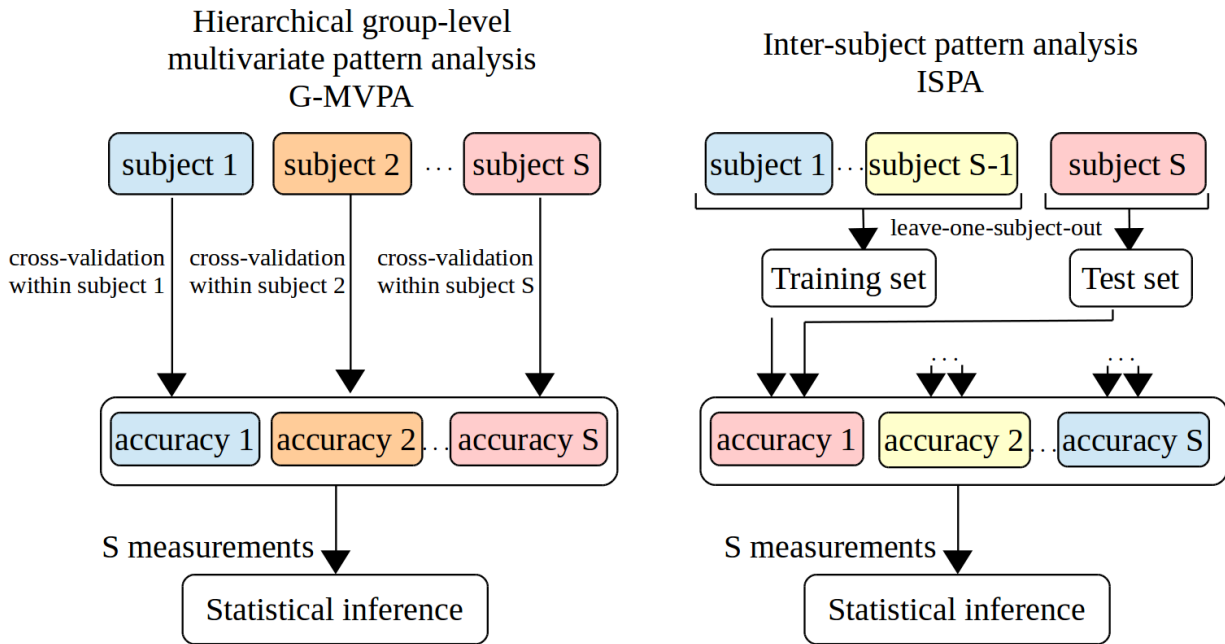 Hierarchical group-level
multivariate pattern analysis
G-MVPA
subject 1
subject 2
...
subject S
cross-validation
within subject 1
cross-validation
within subject 2
cross-validation
within subject S
accuracy 1
accuracy 2
...
accuracy S
S measurements
Statistical inference
Inter-subject pattern analysis
ISPA
subject 1
...
subject S-1
subject S
leave-one-subject-out
Training set
Test set
...
...
accuracy 1
accuracy 2
...
accuracy S
S measurements
Statistical inference